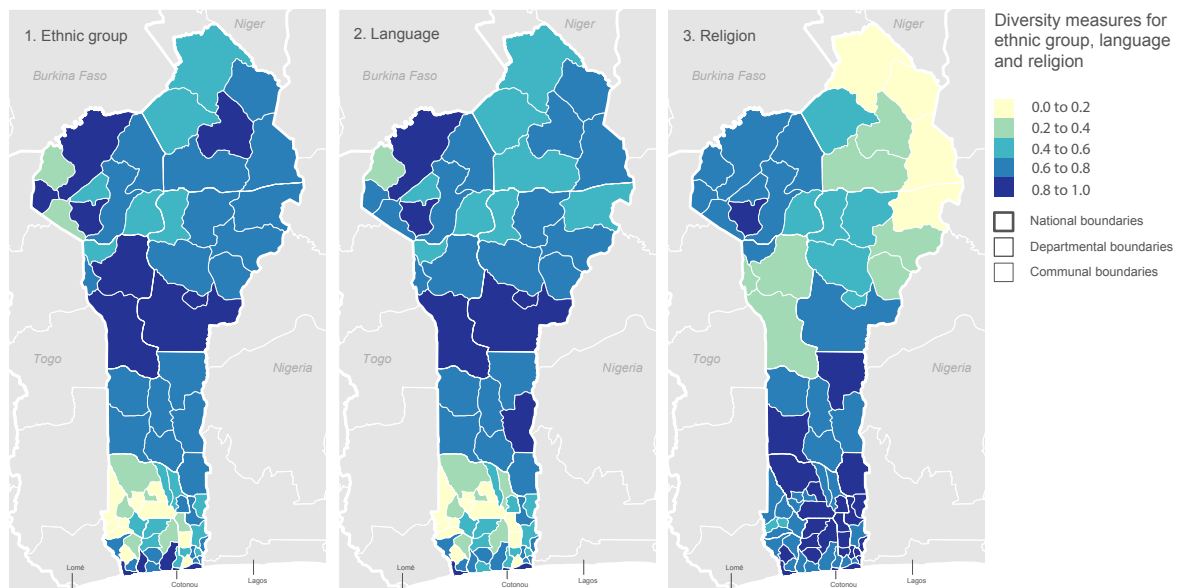 1. Ethnic group
Niger
Burkina Faso
Togo
Nigeria
Lomé
Cotonou
Lagos
2. Language
Niger
Burkina Faso
Togo
Nigeria
Lomé
Cotonou
Lagos
3. Religion
Niger
Burkina Faso
Togo
Nigeria
Lomé
Cotonou
Lagos
Diversity measures for
ethnic group, language
and religion
0.0 to 0.2
0.2 to 0.4
0.4 to 0.6
0.6 to 0.8
0.8 to 1.0
National boundaries
Departmental boundaries
Communal boundaries